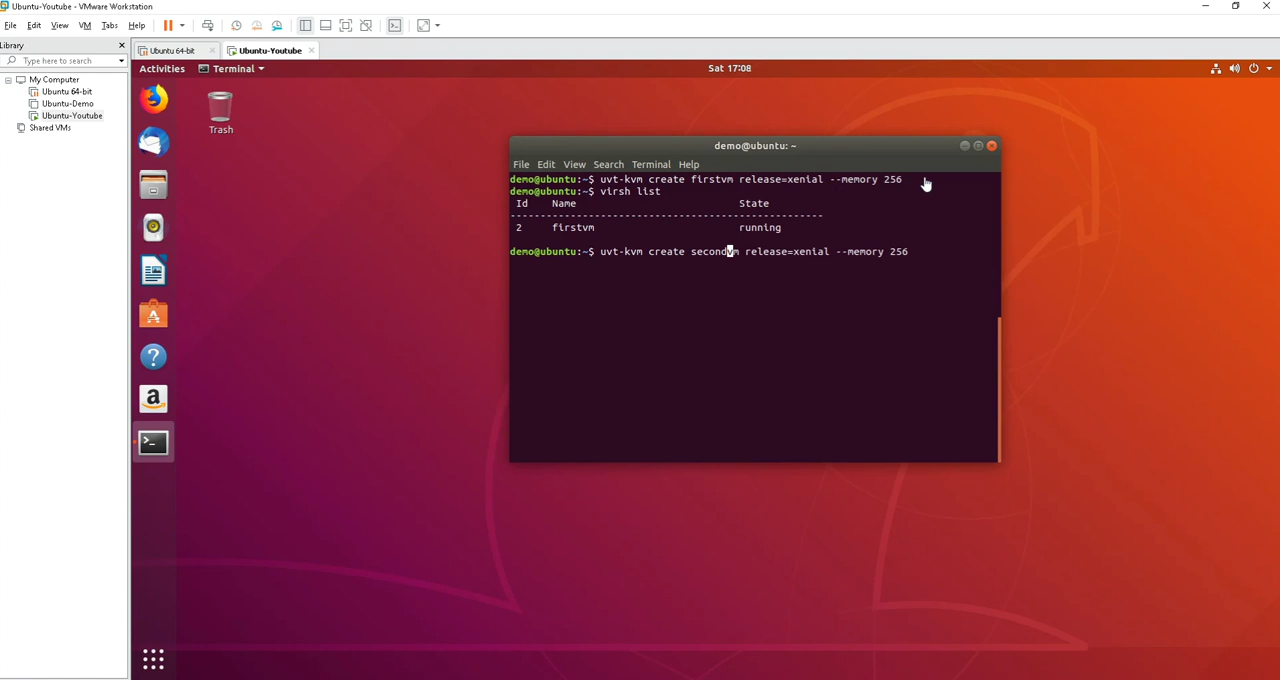 Ubuntu-Youtube - VMware Workstation
File Edit View VM Tabs Help
Library
Type here to search
My Computer
Ubuntu 64-bit
Ubuntu-Demo
Ubuntu-Youtube
Shared VMs
Ubuntu 64-bit
Ubuntu-Youtube
Activities Terminal Sat 17:08
Trash
demo@ubuntu: ~
File Edit View Search Terminal Help
demo@ubuntu:~$ uvt-kvm create firstvm release=xenial --memory 256
demo@ubuntu:~$ virsh list
Id Name State
----------------------------------------------------
2 firstvm running
demo@ubuntu:~$ uvt-kvm create secondvm release=xenial --memory 256